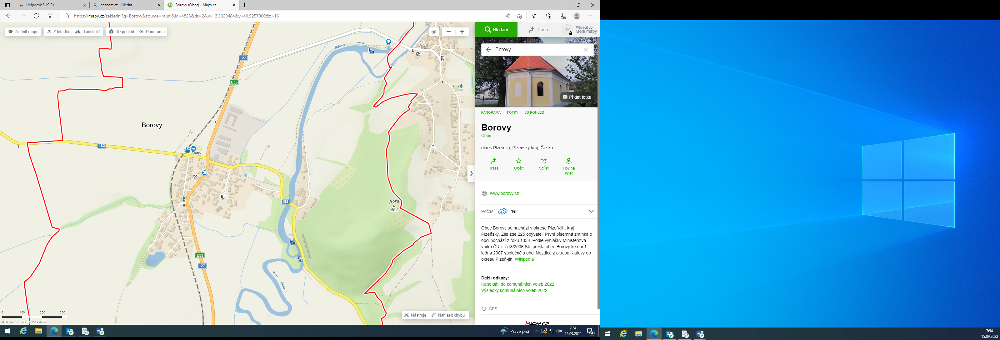 Helpdesk SUS PK
seznam.cz - Hledat
Borovy (Obec) • Mapy.cz
https://mapy.cz/zakladni?q=Borovy&source=muni&id=4823&ds=2&x=13.3029484&y=49.5257900&z=16
Změnit mapu
Z letadla
Turistická
3D pohled
Panorama
Hledání
Trasa
RK
Přihlásit do
Moje mapy
Borovy
Přidat fotku
PANORAMA FOTKY 3D POHLED
Borovy
Obec
okres Plzeň-jih, Plzeňský kraj, Česko
Trasa
Uložit
Sdílet
Tipy na
výlet
www.borovy.cz
Počasí 16°
Obec Borovy se nachází v okrese Plzeň-jih, kraj
Plzeňský. Žije zde 225 obyvatel. První písemná zmínka o
obci pochází z roku 1358. Podle vyhlášky Ministerstva
vnitra ČR č. 513/2006 Sb. přešla obec Borovy ke dni 1.
ledna 2007 společně s obcí Nezdice z okresu Klatovy do
okresu Plzeň-jih. Wikipedia
Další odkazy:
Kandidáti do komunálních voleb 2022
Výsledky komunálních voleb 2022
GPS
Mapy.cz
Úhlava
27
E53
Borovy
182
Borovy
182
Hora
461
E53
27
Úhlava
0 100 200 300
m
© Seznam.cz, a.s., 2022 a další
Nástroje
Nahlásit chybu
Právě prší
7:54
15.09.2022
4
7:54
15.09.2022